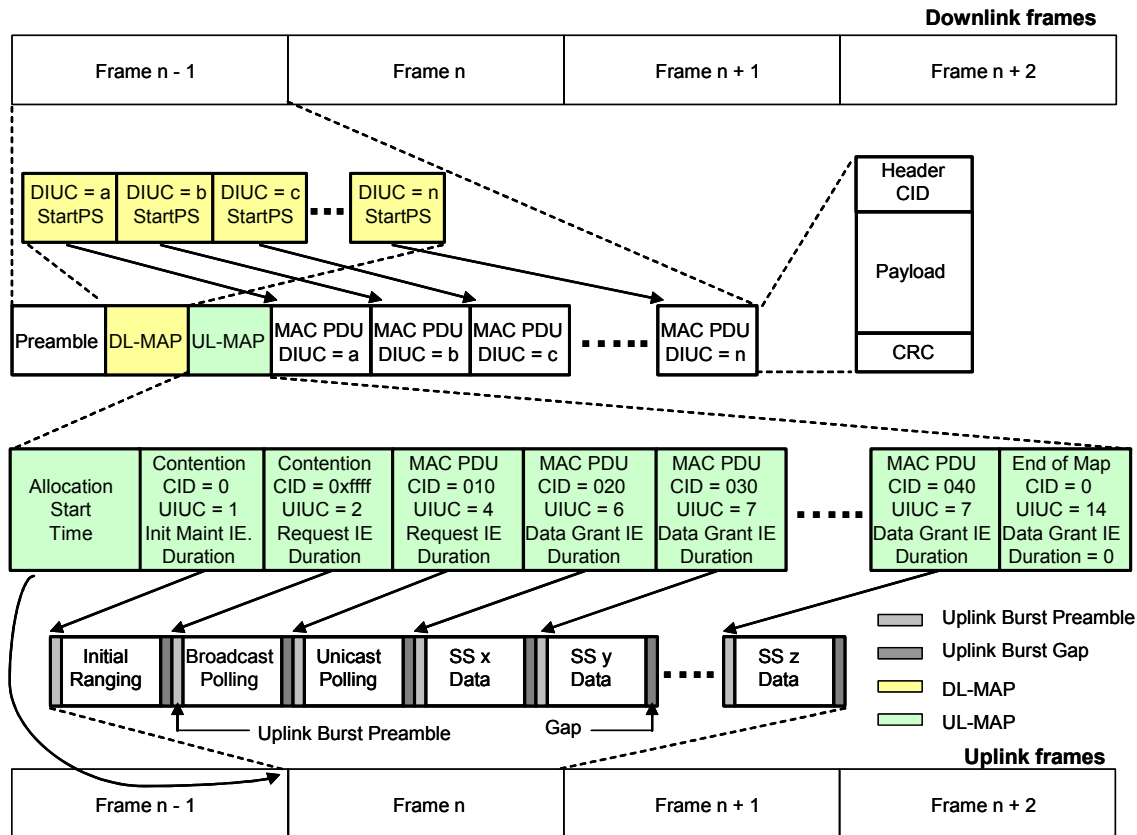 Downlink frames
Frame n - 1
Frame n
Frame n + 1
Frame n + 2
DIUC = a
StartPS
DIUC = b
StartPS
DIUC = c
StartPS
DIUC = n
StartPS
Header
CID
Payload
CRC
Preamble
DL-MAP
UL-MAP
MAC PDU
DIUC = a
MAC PDU
DIUC = b
MAC PDU
DIUC = c
MAC PDU
DIUC = n
Allocation
Start
Time
Contention
CID = 0
UIUC = 1
Init Maint IE.
Duration
Contention
CID = 0xffff
UIUC = 2
Request IE
Duration
MAC PDU
CID = 010
UIUC = 4
Request IE
Duration
MAC PDU
CID = 020
UIUC = 6
Data Grant IE
Duration
MAC PDU
CID = 030
UIUC = 7
Data Grant IE
Duration
MAC PDU
CID = 040
UIUC = 7
Data Grant IE
Duration
End of Map
CID = 0
UIUC = 14
Data Grant IE
Duration = 0
Initial
Ranging
Broadcast
Polling
Unicast
Polling
SS x
Data
SS y
Data
SS z
Data
Uplink Burst Preamble
Gap
Uplink Burst Preamble
Uplink Burst Gap
DL-MAP
UL-MAP
Uplink frames
Frame n - 1
Frame n
Frame n + 1
Frame n + 2